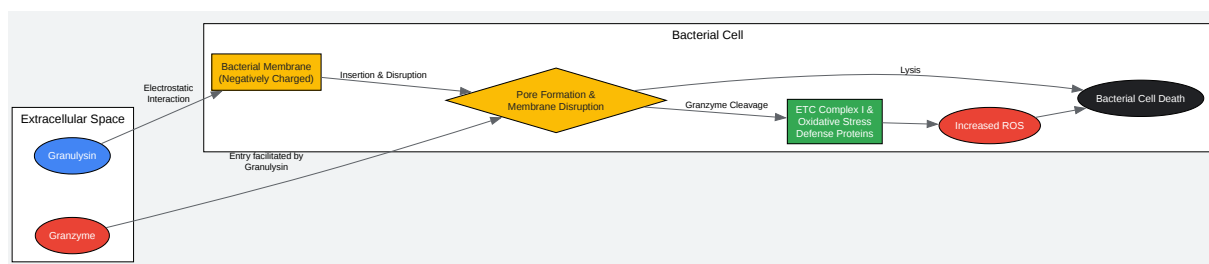 Bacterial Cell
Bacterial Membrane
(Negatively Charged)
Insertion & Disruption
Lysis
Electrostatic
Interaction
Pore Formation &
Membrane Disruption
Granzyme Cleavage
ETC Complex I &
Oxidative Stress
Defense Proteins
Increased ROS
Bacterial Cell Death
Extracellular Space
Granulysin
Entry facilitated by
Granulysin
Granzyme